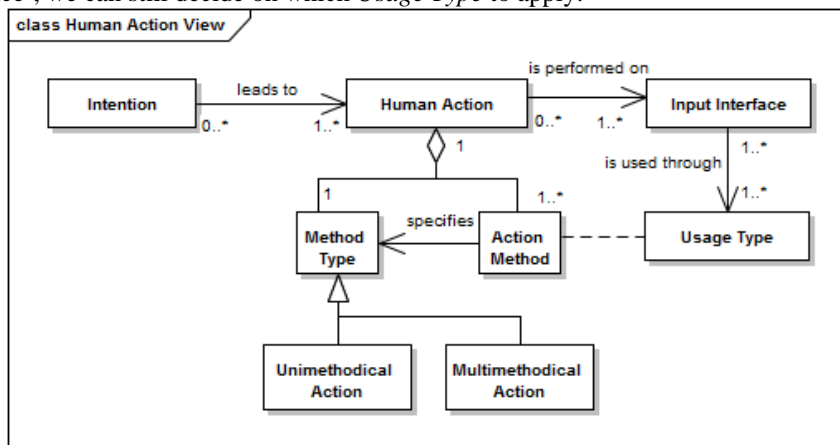 ce , we can still decide on which Usage Type to apply.
class Human Action View
is performed on
leads to
Intention
Human Action
Input Interface
0..*
1..*
0..*
1..*
1
1..*
is used through
1
1..*
1..*
specifies
Method
Type
Action
Method
Usage Type
Unimethodical
Action
Multimethodical
Action